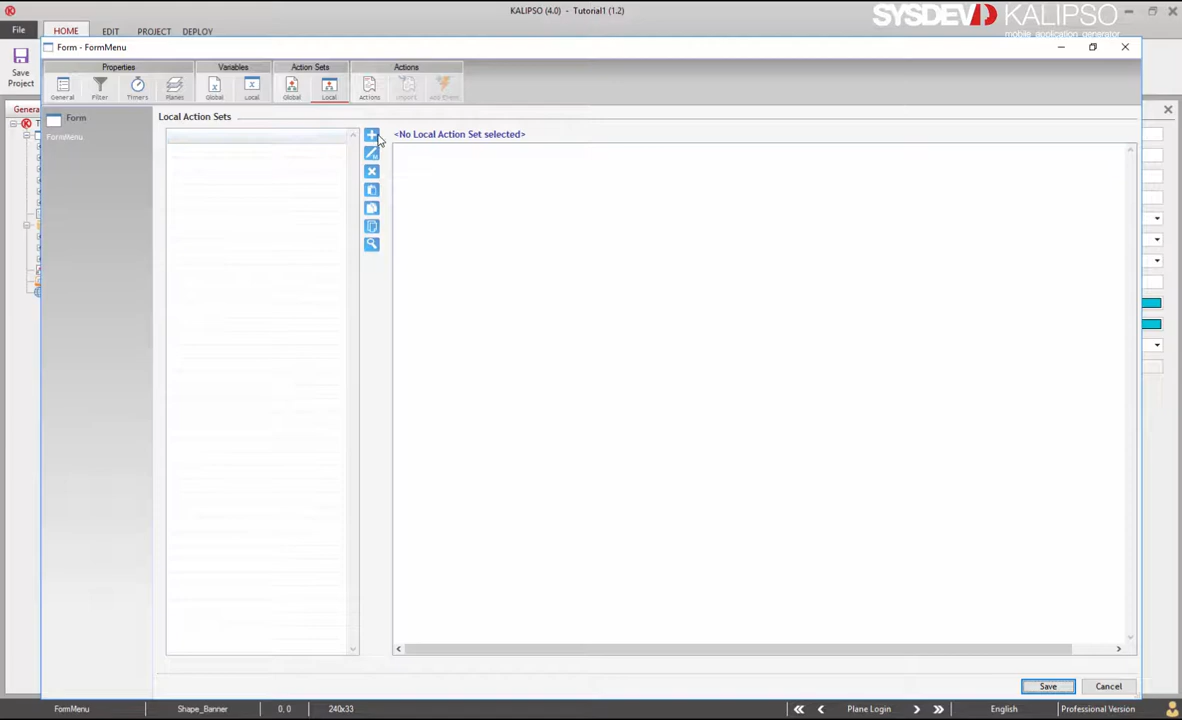 KALIPSO (4.0) - Tutorial1 (1.2)
SYSDEV KALIPSO
mobile application generator
File HOME EDIT PROJECT DEPLOY
Save
Project
Form - FormMenu
Properties Variables Action Sets Actions
General Filter Timers Planes Global Local Global Local Actions Import Add Event
Genera
Form
FormMenu
Local Action Sets
<No Local Action Set selected>
Save Cancel
FormMenu Shape_Banner 0, 0 240x33 Plane Login English Professional Version